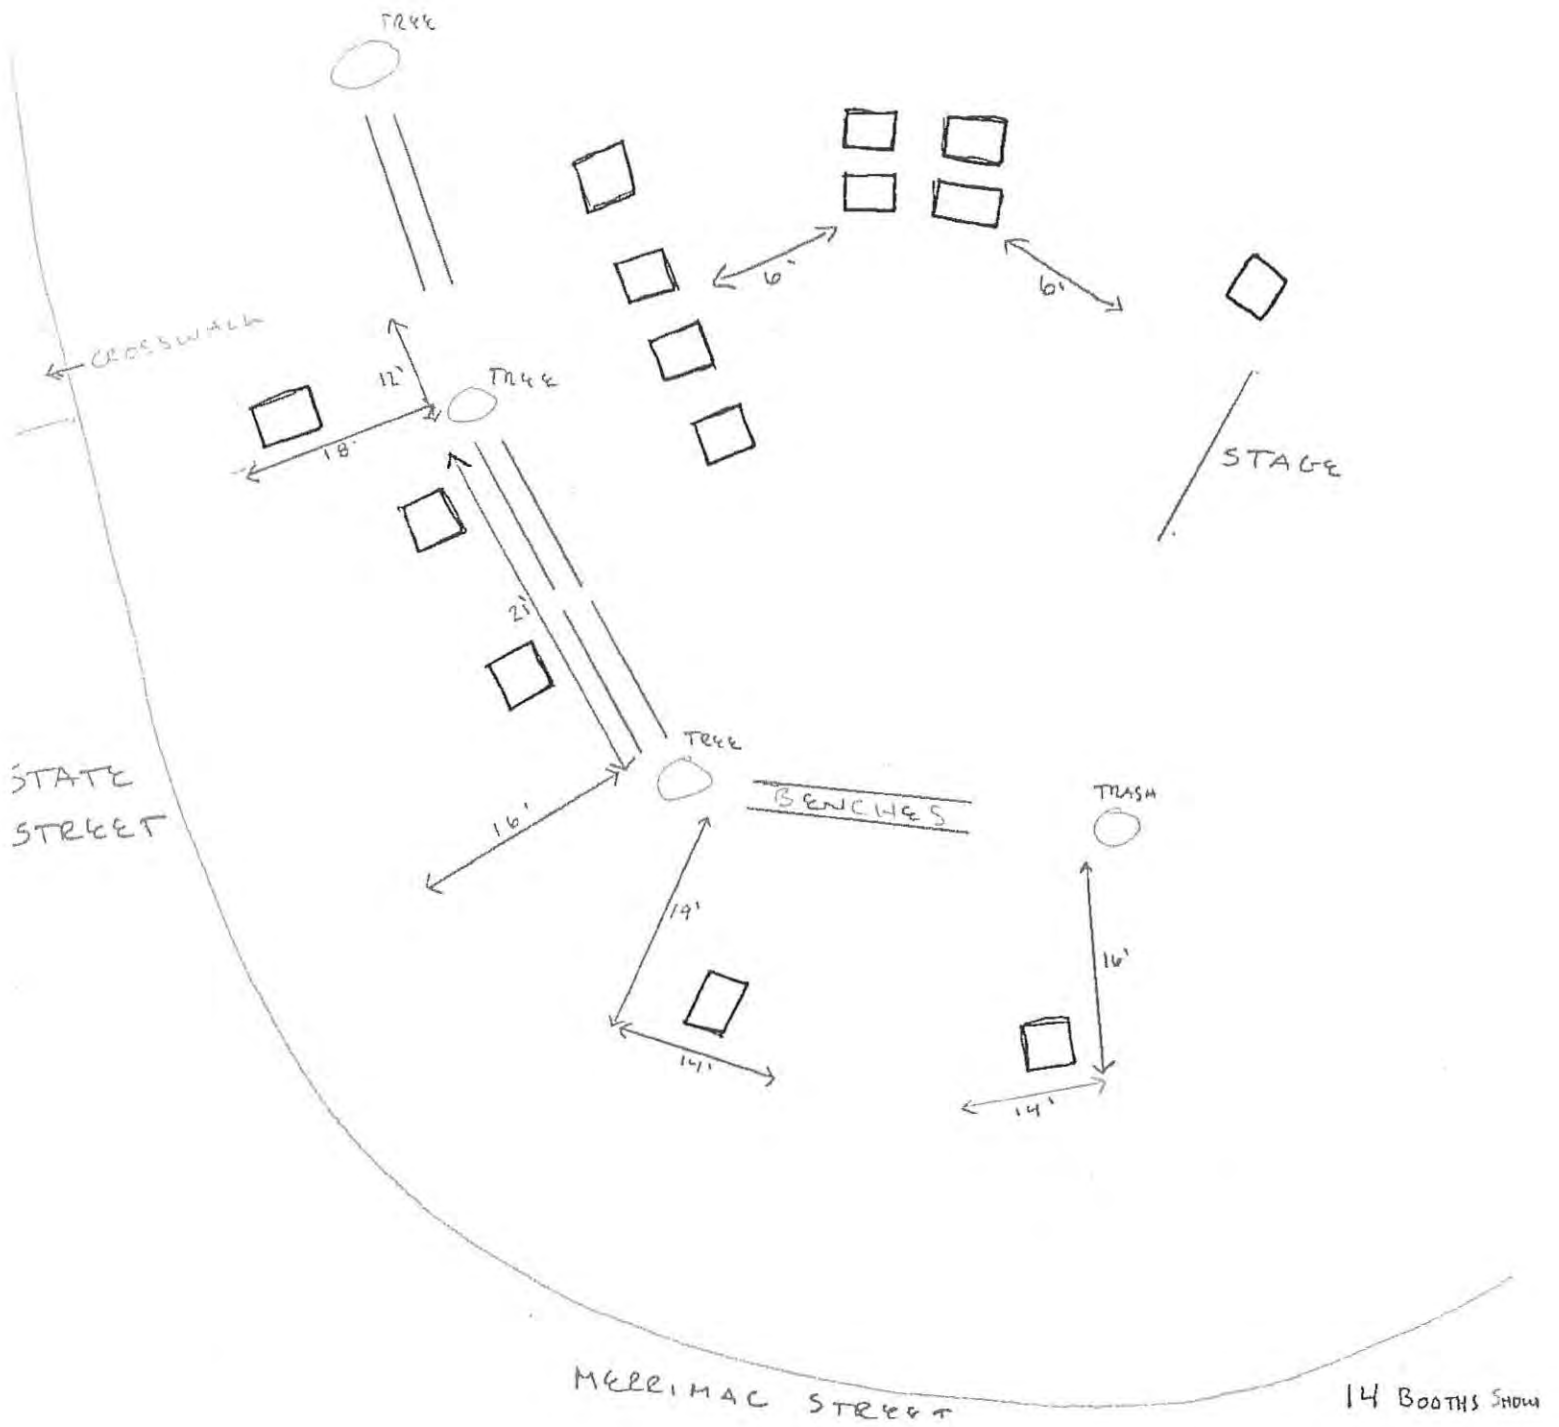 TREE
6'
6'
CROSSWALK
12'
TREE
18'
STAGE
21'
TREE
STATE
STREET
BENCHES
TRASH
16'
19'
16'
14'
14'
MERRIMAC STREET
14 BOOTHS SHOW